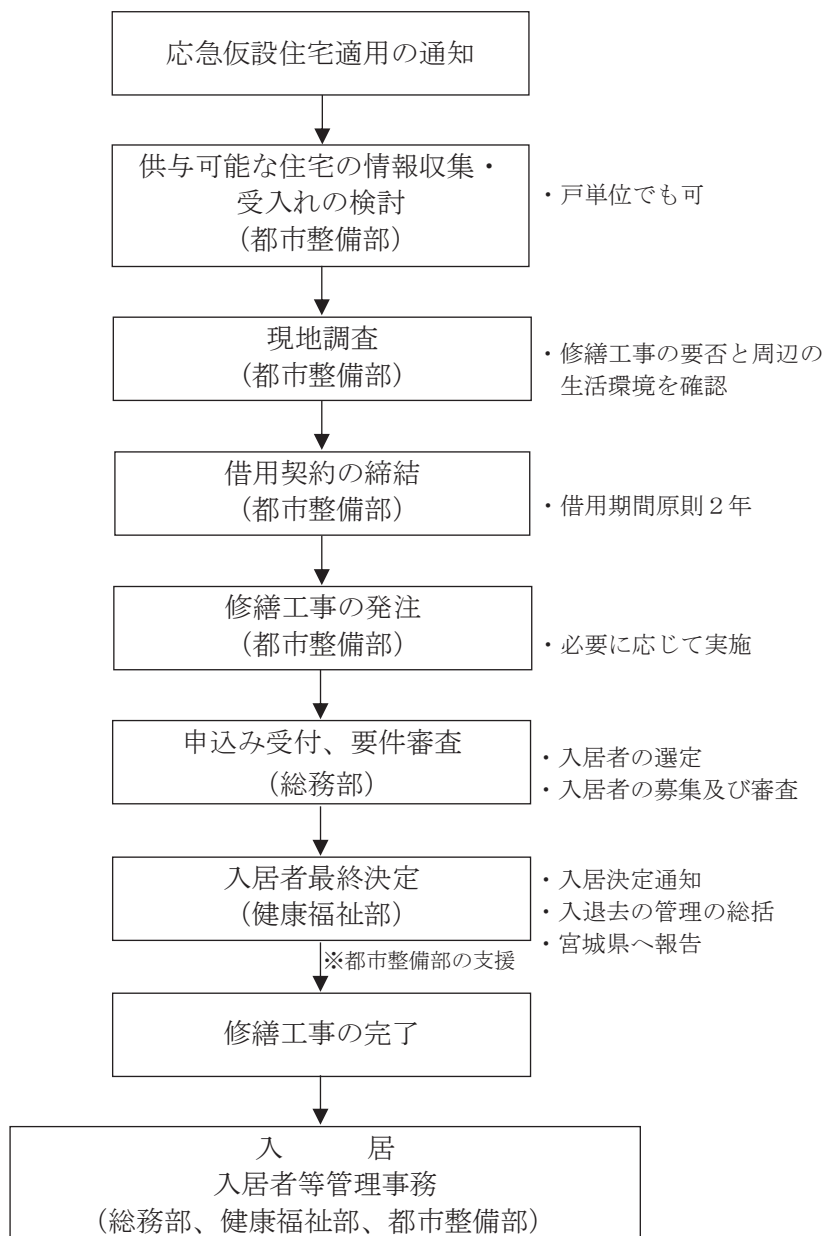 応急仮設住宅適用の通知
供与可能な住宅の情報収集・
受入れの検討
（都市整備部）
・戸単位でも可
現地調査
（都市整備部）
・修繕工事の要否と周辺の
生活環境を確認
借用契約の締結
（都市整備部）
・借用期間原則２年
修繕工事の発注
（都市整備部）
・必要に応じて実施
申込み受付、要件審査
（総務部）
・入居者の選定
・入居者の募集及び審査
入居者最終決定
（健康福祉部）
・入居決定通知
・入退去の管理の総括
・宮城県へ報告
※都市整備部の支援
修繕工事の完了
入　　居
入居者等管理事務
（総務部、健康福祉部、都市整備部）